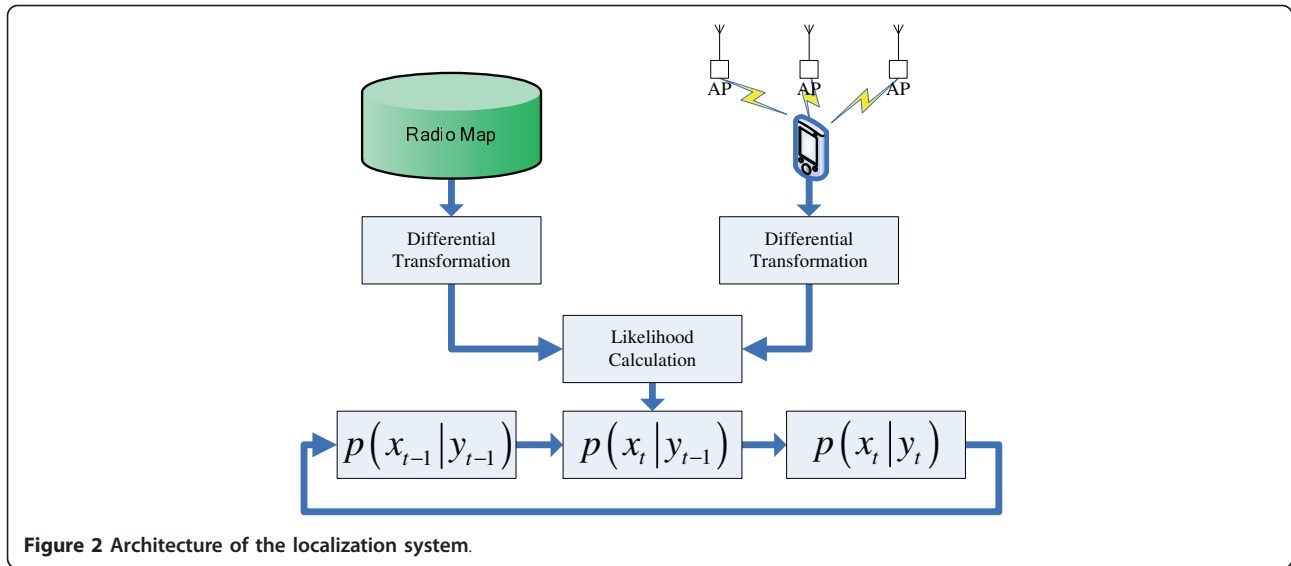 AP AP AP
Radio Map
Differential
Transformation
Differential
Transformation
Likelihood
Calculation
p(x_{t-1}|y_{t-1})
p(x_t|y_{t-1})
p(x_t|y_t)
Figure 2 Architecture of the localization system.